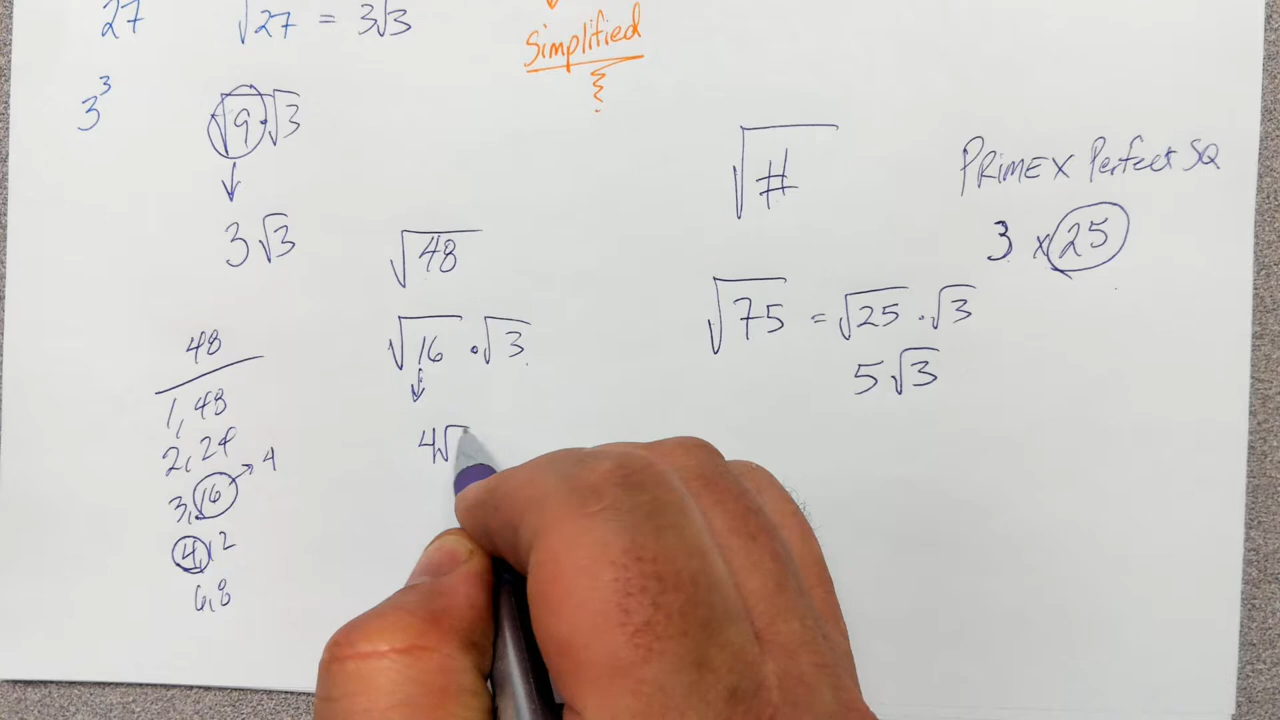 27
√27 = 3√3
Simplified
3³
√9·√3
3√3
√48
√16 · √3
4√
48
1, 48
2, 24
3, 16 → 4
4, 12
6, 8
√#
PRIME X Perfect SQ
3 x 25
√75 = √25 · √3
5√3